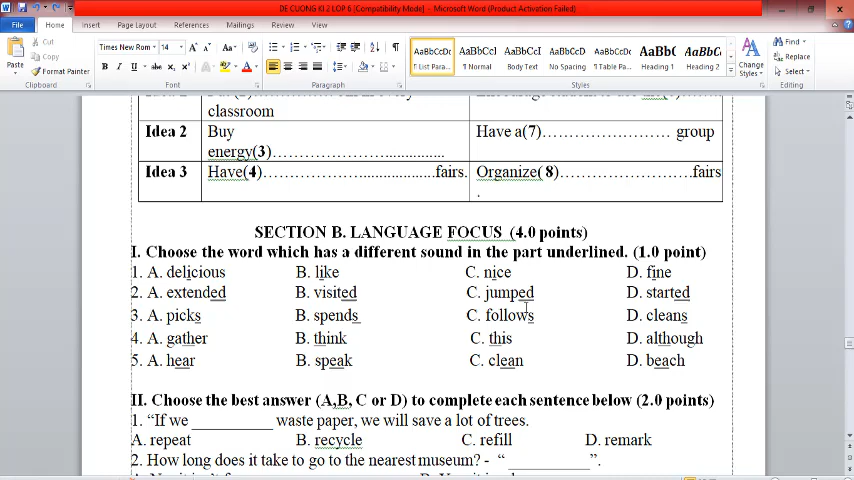 DE CUONG KI 2 LOP 6 [Compatibility Mode] - Microsoft Word (Product Activation Failed)
File Home Insert Page Layout References Mailings Review View
Cut
Copy
Format Painter
Paste
Clipboard
Times New Rom 14
Font
Paragraph
AaBbCcDc AaBbCcI AaBbCcD AaBbCcDc AaBbCcDc AaBbC AaBbCc
¶ List Para... ¶ Normal Body Text No Spacing ¶ Table Pa... Heading 1 Heading 2
Change Styles
Styles
Find
Replace
Select
Editing
classroom
Idea 2 Buy energy(3)………………….............. Have a(7)…………………… group
Idea 3 Have(4)………………..................fairs. Organize( 8)……………………fairs
.
SECTION B. LANGUAGE FOCUS (4.0 points)
I. Choose the word which has a different sound in the part underlined. (1.0 point)
1. A. delicious B. like C. nice D. fine
2. A. extended B. visited C. jumped D. started
3. A. picks B. spends C. follows D. cleans
4. A. gather B. think C. this D. although
5. A. hear B. speak C. clean D. beach
II. Choose the best answer (A,B, C or D) to complete each sentence below (2.0 points)
1. “If we __________ waste paper, we will save a lot of trees.
A. repeat B. recycle C. refill D. remark
2. How long does it take to go to the nearest museum? - “ __________”.